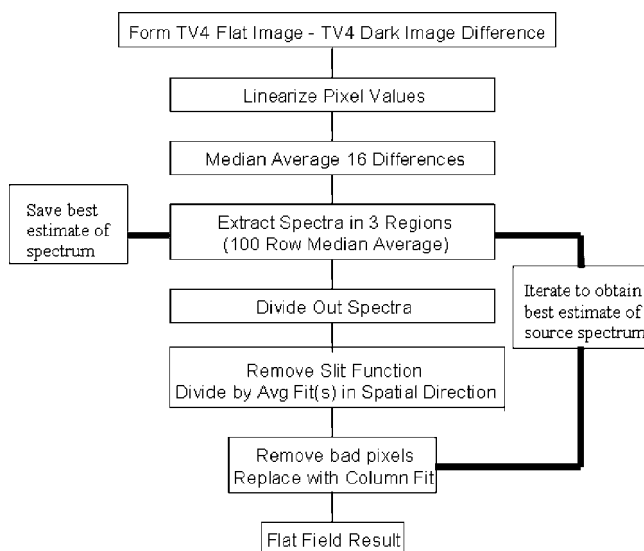 Form TV4 Flat Image - TV4 Dark Image Difference
Linearize Pixel Values
Median Average 16 Differences
Save best
estimate of
spectrum
Extract Spectra in 3 Regions
(100 Row Median Average)
Iterate to obtain
best estimate of
source spectrum
Divide Out Spectra
Remove Slit Function
Divide by Avg Fit(s) in Spatial Direction
Remove bad pixels
Replace with Column Fit
Flat Field Result